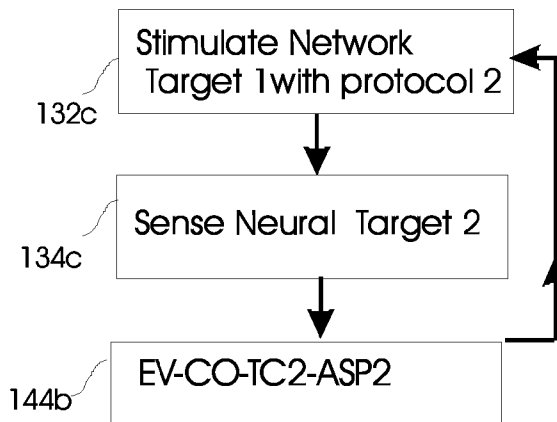 Stimulate Network
Target 1with protocol 2
132c
Sense Neural Target 2
134c
EV-CO-TC2-ASP2
144b